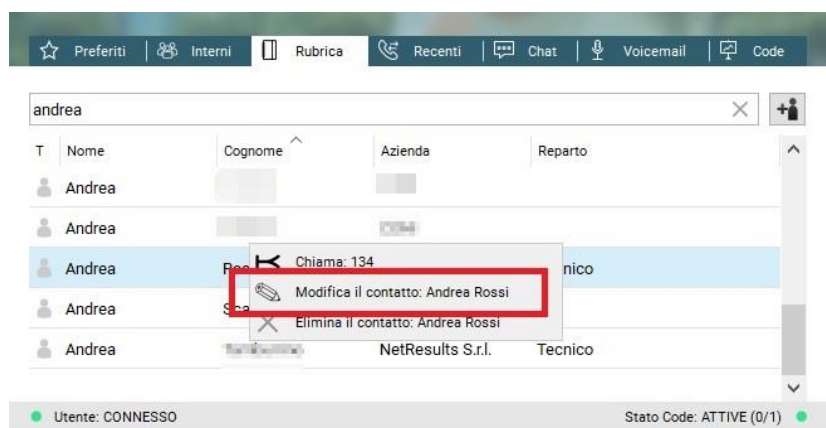 Preferiti Interni Rubrica Recenti Chat Voicemail Code
andrea
T Nome Cognome Azienda Reparto
Andrea
Andrea
Chiama: 134
Andrea
Modifica il contatto: Andrea Rossi
Andrea
Elimina il contatto: Andrea Rossi
Andrea NetResults S.r.l. Tecnico
Utente: CONNESSO Stato Code: ATTIVE (0/1)